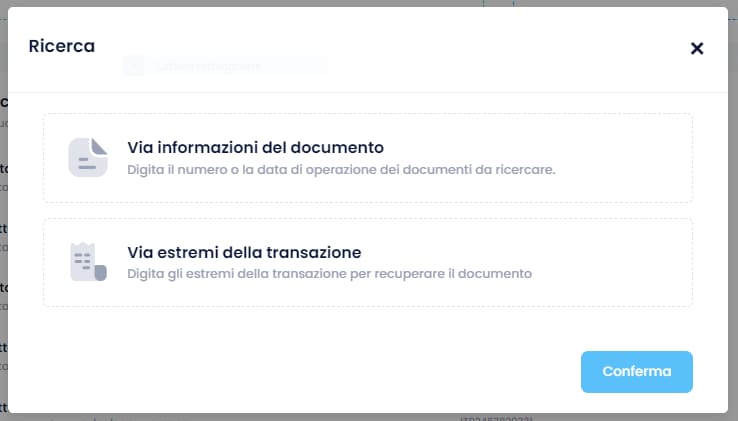 Ricerca
Via informazioni del documento
Digita il numero o la data di operazione dei documenti da ricercare.
Via estremi della transazione
Digita gli estremi della transazione per recuperare il documento
Conferma